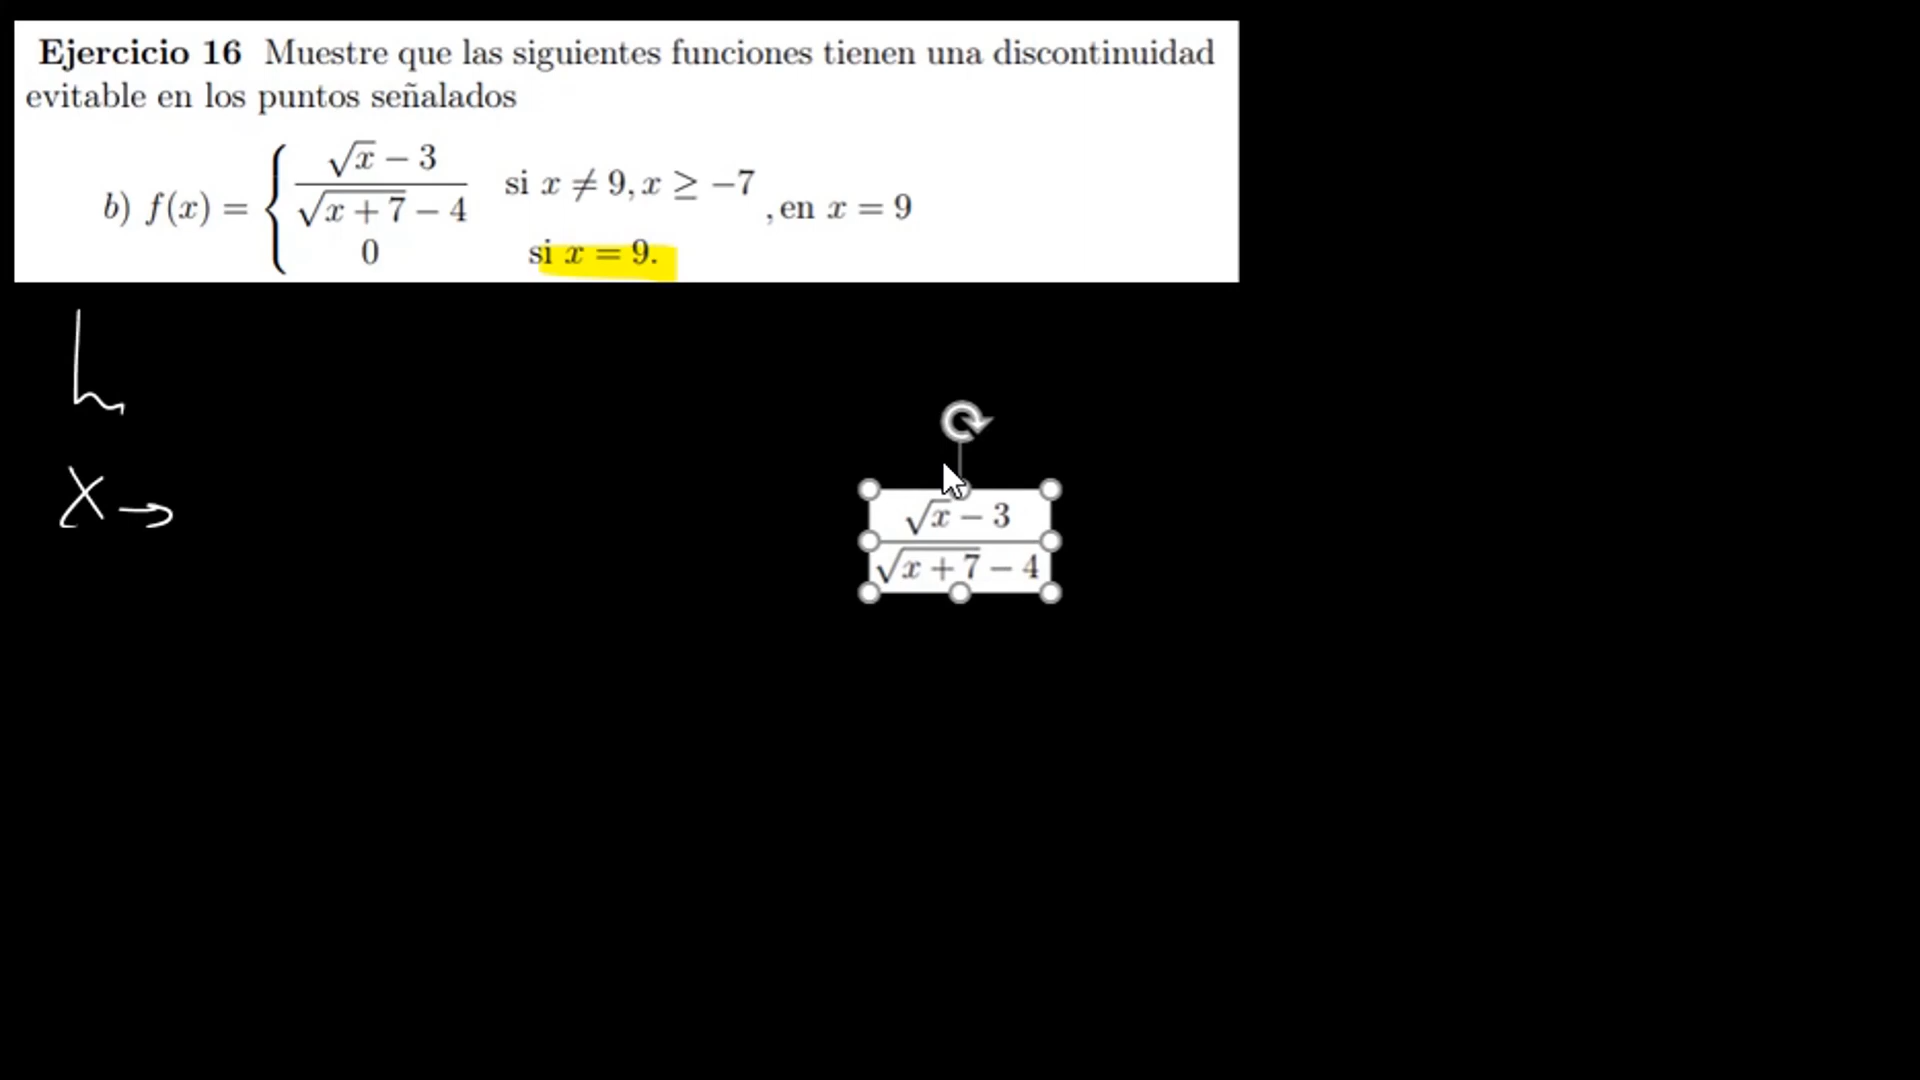 Ejercicio 16 Muestre que las siguientes funciones tienen una discontinuidad
evitable en los puntos señalados
b) f(x) = { (√x − 3)/(√(x + 7) − 4) si x ≠ 9, x ≥ −7
0 si x = 9.
, en x = 9
L
x →
(√x − 3)/(√(x + 7) − 4)